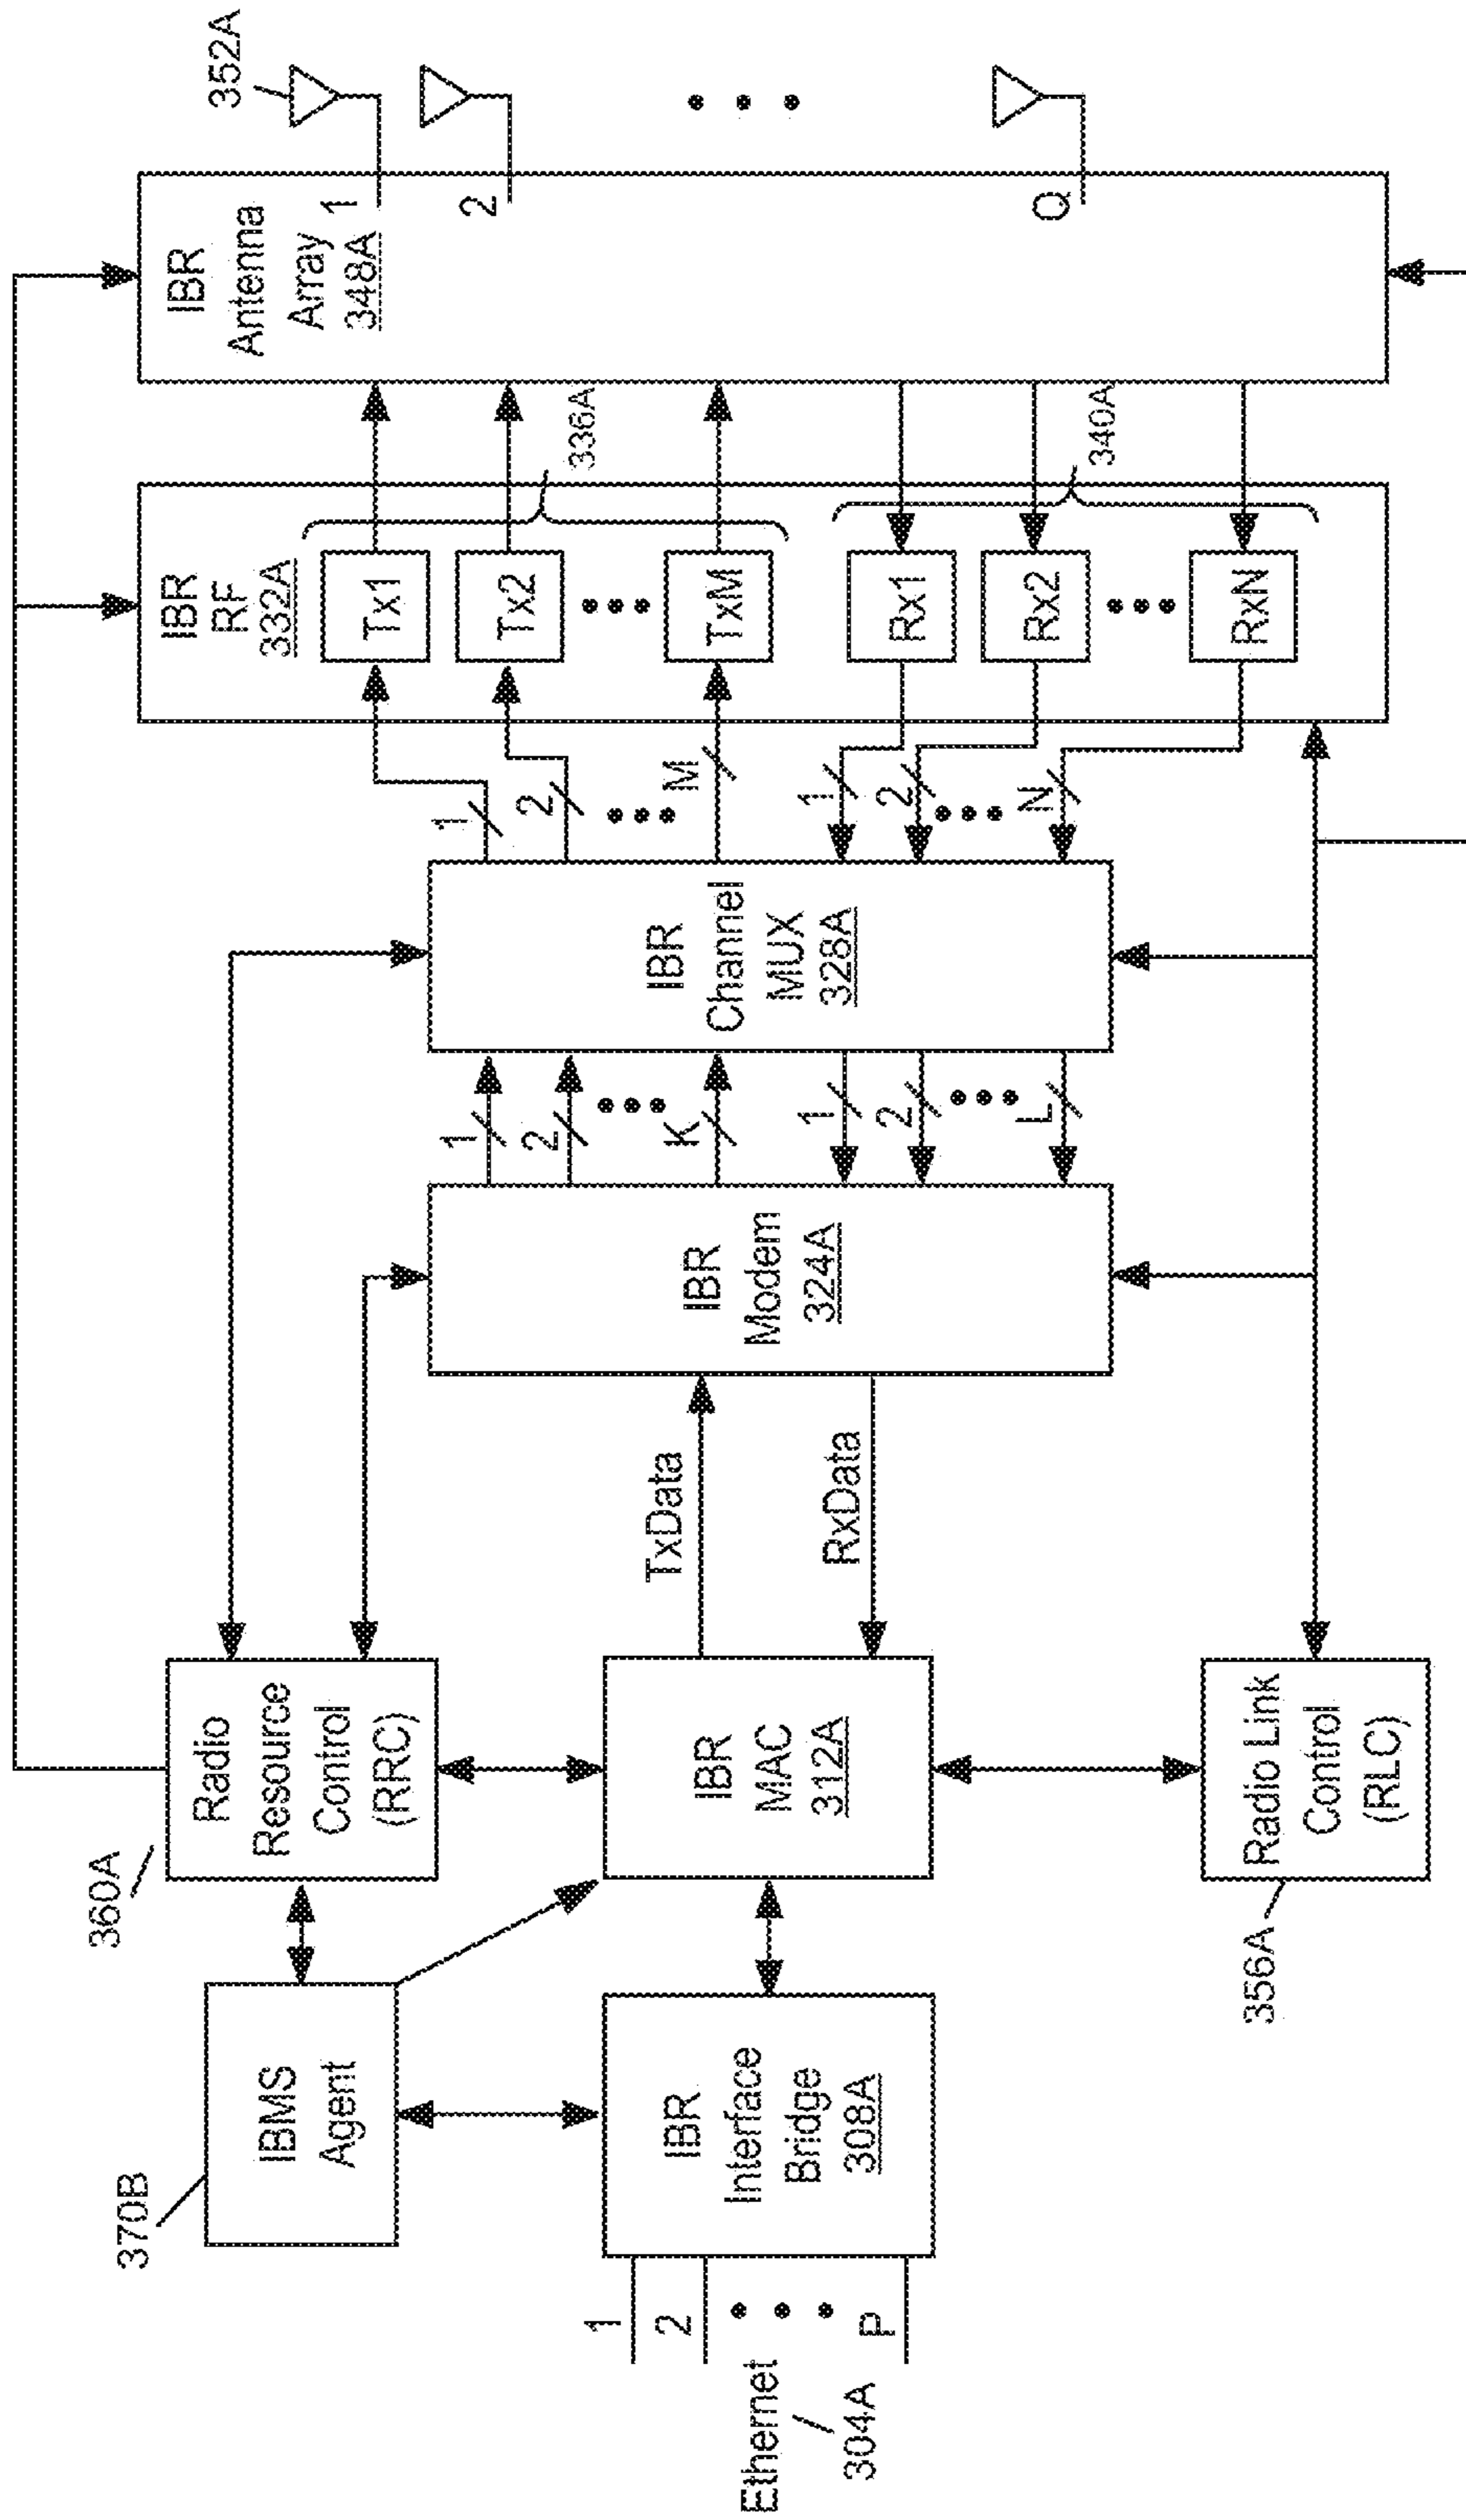 360A
370B
IBMS
Agent
Radio
Resource
Control
(RRC)
Ethernet
304A
1
2
P
IBR
Interface
Bridge
308A
IBR
MAC
312A
Radio Link
Control
(RLC)
356A
TxData
RxData
IBR
Modem
324A
1
2
K
1
2
L
IBR
Channel
MUX
328A
1
2
M
1
2
N
IBR
RF
332A
Tx1
Tx2
TxM
Rx1
Rx2
RxN
336A
340A
IBR
Antenna
Array
348A
1
2
Q
352A